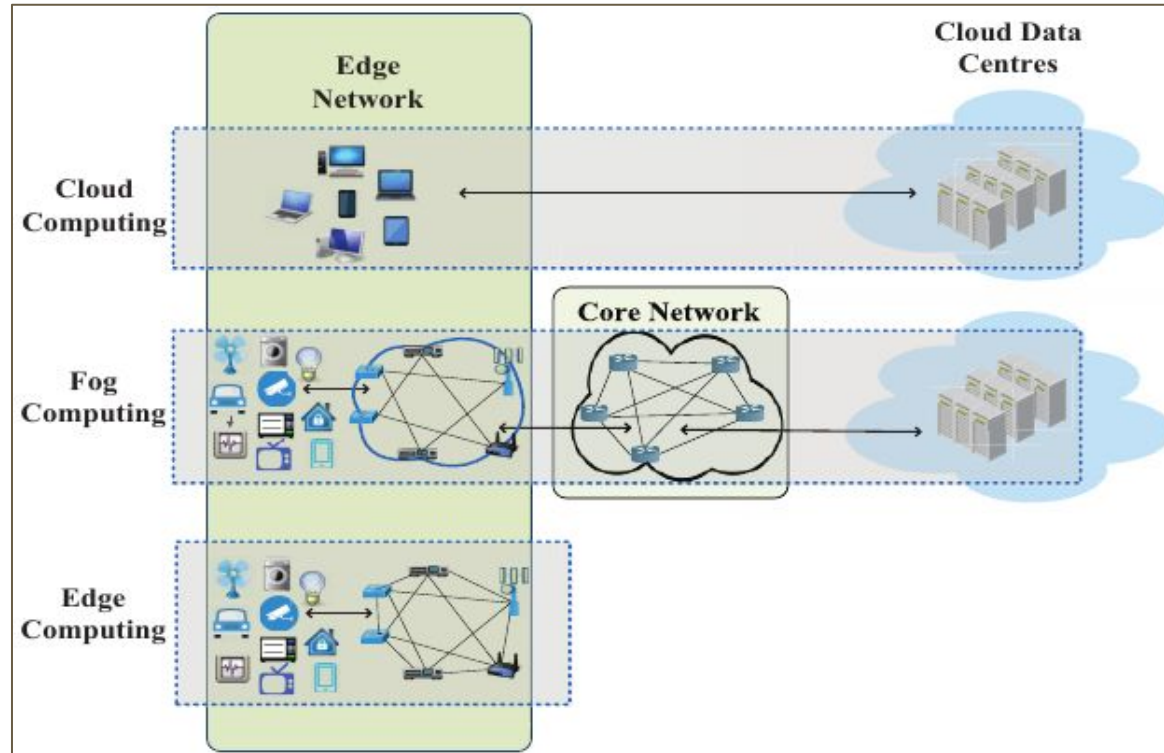 Edge
Network
Cloud Data
Centres
Cloud
Computing
Core Network
Fog
Computing
Edge
Computing